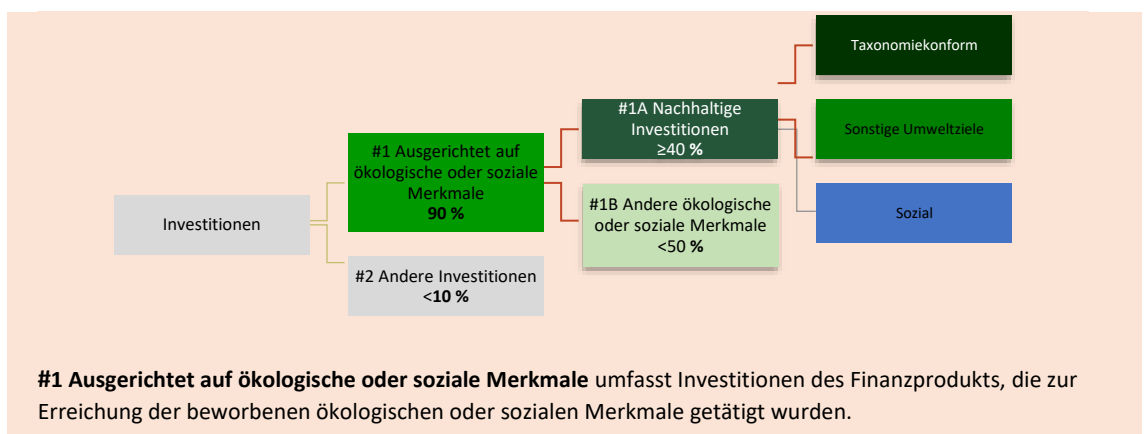 Taxonomiekonform
#1A Nachhaltige
Investitionen
≥40 %
Sonstige Umweltziele
#1 Ausgerichtet auf
ökologische oder soziale
Merkmale
90 %
#1B Andere ökologische
oder soziale Merkmale
<50 %
Sozial
Investitionen
#2 Andere Investitionen
<10 %
#1 Ausgerichtet auf ökologische oder soziale Merkmale umfasst Investitionen des Finanzprodukts, die zur
Erreichung der beworbenen ökologischen oder sozialen Merkmale getätigt wurden.